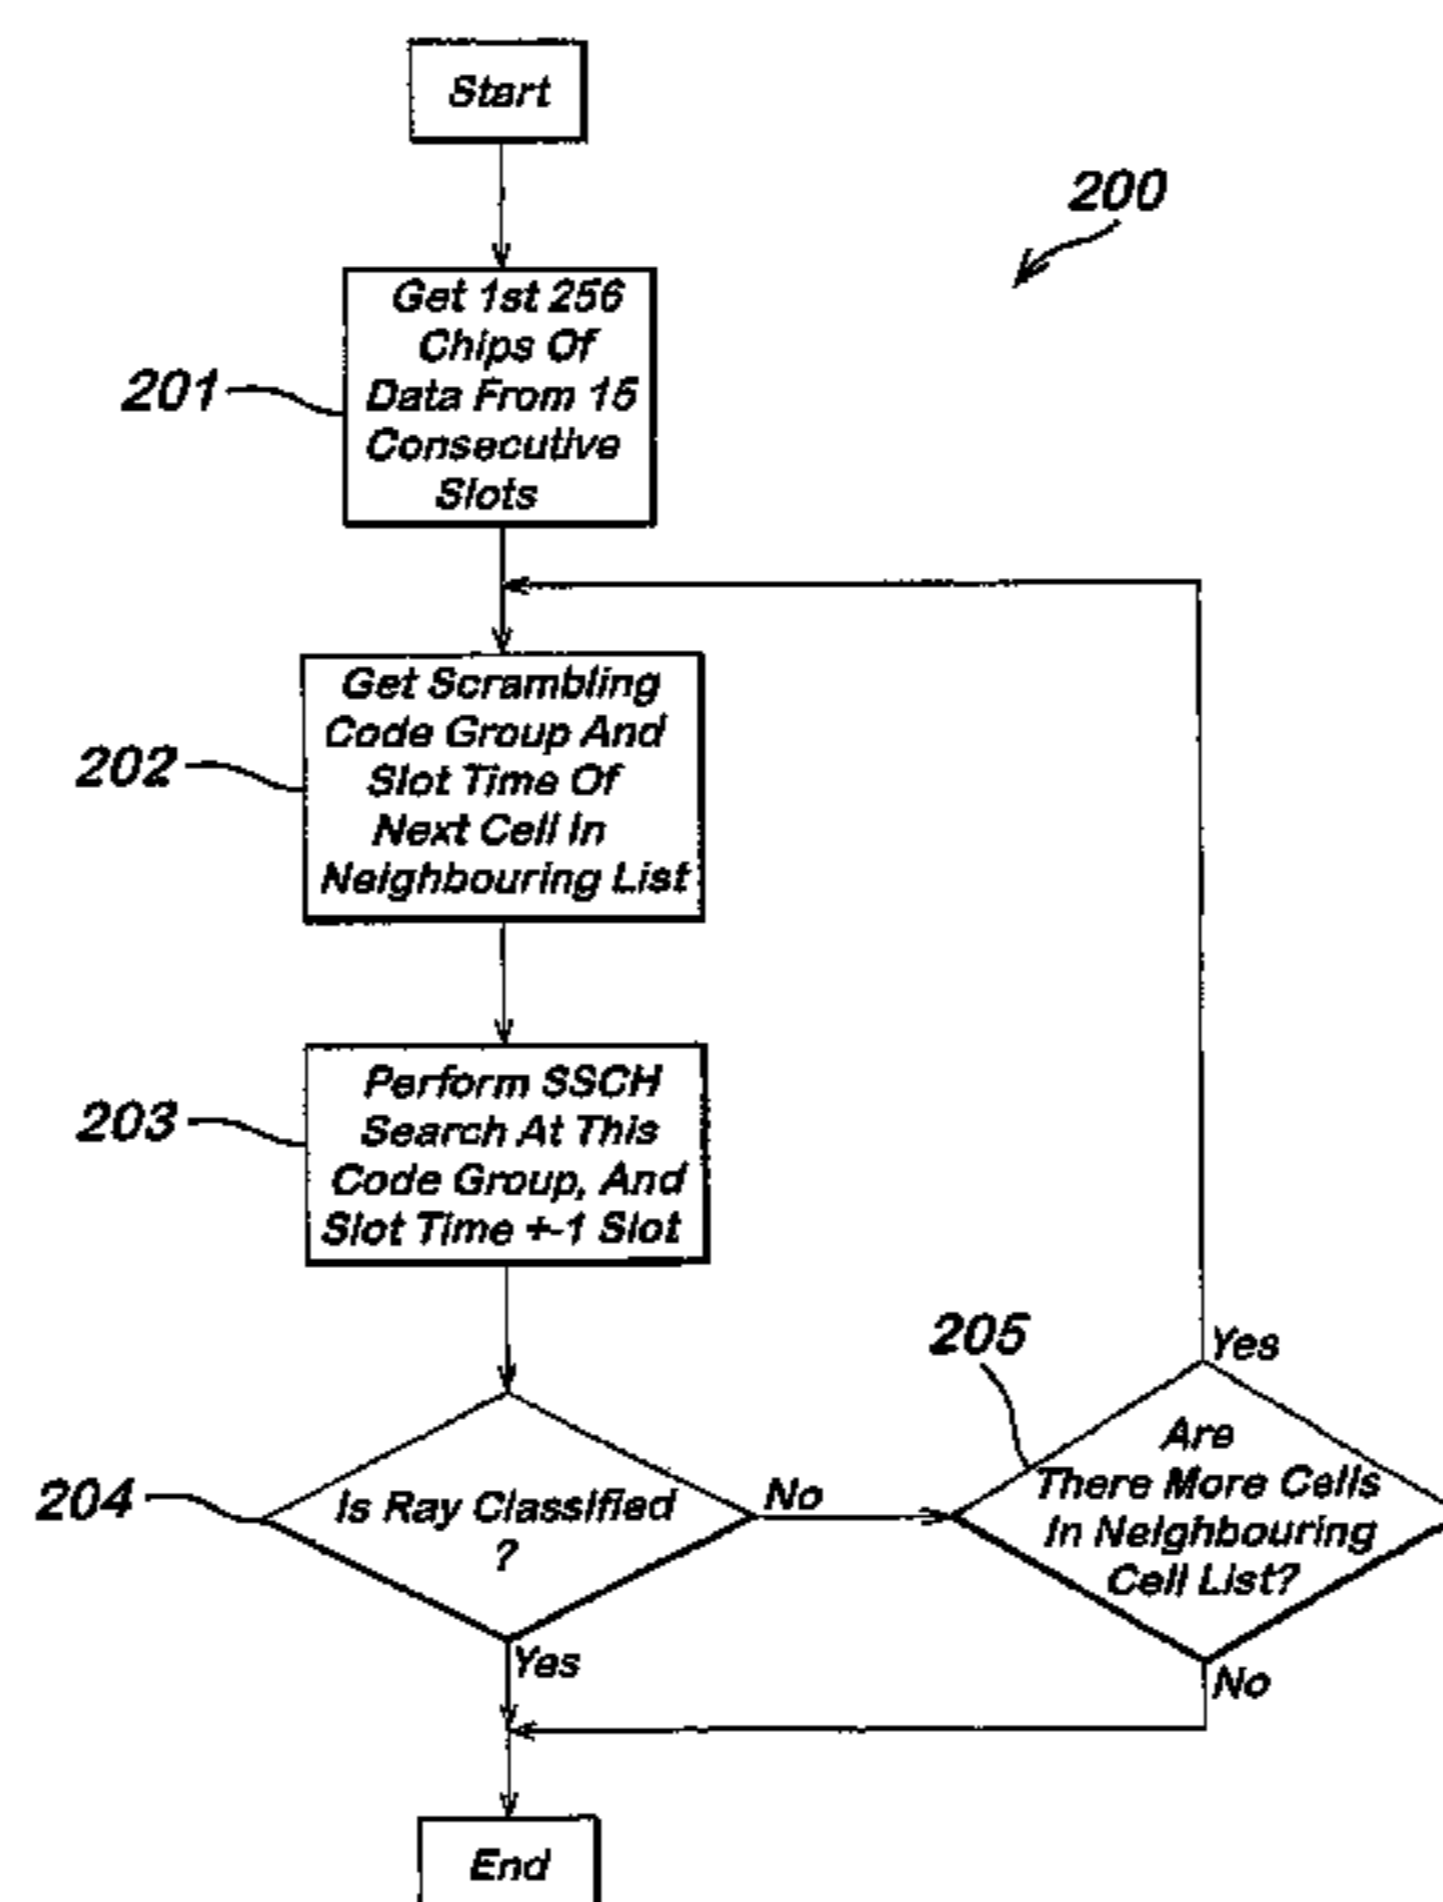 Start
200
Get 1st 256
Chips Of
Data From 15
Consecutive
Slots
201
Get Scrambling
Code Group And
Slot Time Of
Next Cell In
Neighbouring List
202
Perform SSCH
Search At This
Code Group, And
Slot Time +-1 Slot
203
Is Ray Classified
?
204
No
Yes
205
Are
There More Cells
In Neighbouring
Cell List?
Yes
No
End